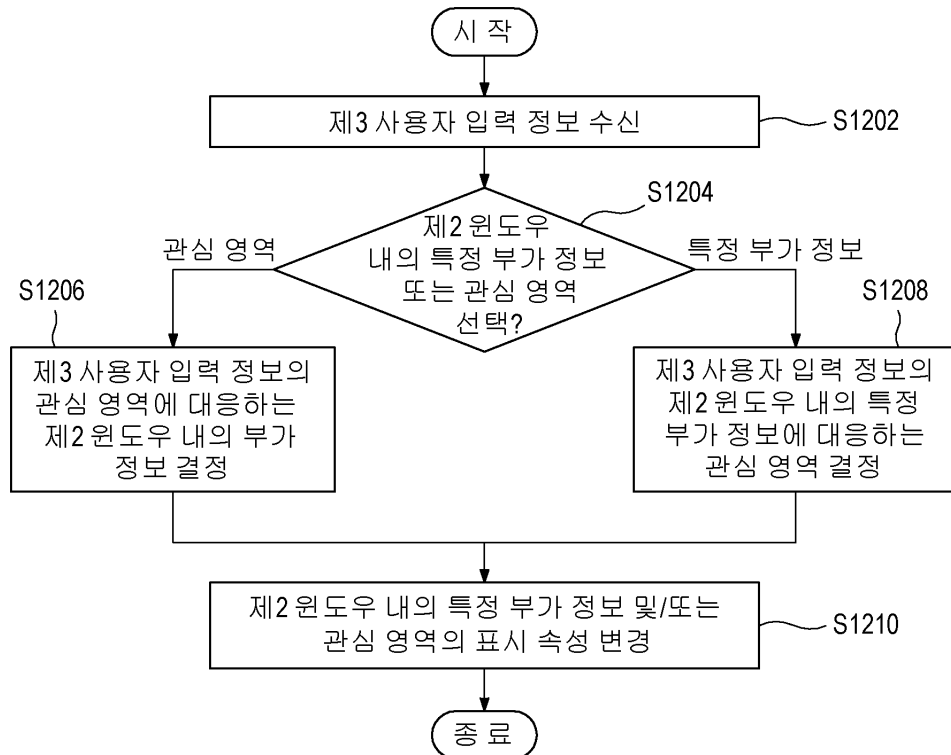 시 작
제3 사용자 입력 정보 수신
S1202
S1204
제2 윈도우
내의 특정 부가 정보
또는 관심 영역
선택?
관심 영역
특정 부가 정보
S1206
제3 사용자 입력 정보의
관심 영역에 대응하는
제2 윈도우 내의 부가
정보 결정
S1208
제3 사용자 입력 정보의
제2 윈도우 내의 특정
부가 정보에 대응하는
관심 영역 결정
제2 윈도우 내의 특정 부가 정보 및/또는
관심 영역의 표시 속성 변경
S1210
종 료